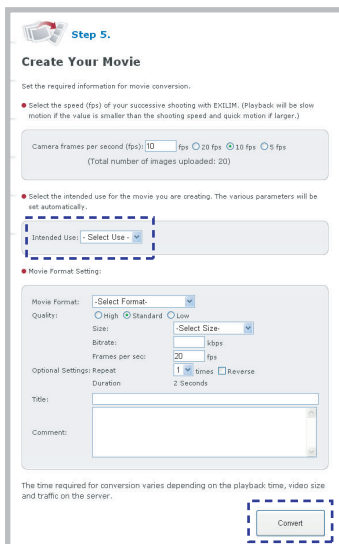 Step 5.
Create Your Movie
Set the required information for movie conversion.
Select the speed (fps) of your successive shooting with EXILIM. (Playback will be slow
motion if the value is smaller than the shooting speed and quick motion if larger.)
Camera frames per second (fps): 10 fps 20 fps 10 fps 5 fps
(Total number of images uploaded: 20)
Select the intended use for the movie you are creating. The various parameters will be
set automatically.
Intended Use: - Select Use -
Movie Format Setting:
Movie Format: -Select Format-
Quality: High Standard Low
Size: -Select Size-
Bitrate: kbps
Frames per sec: 20 fps
Optional Settings: Repeat 1 times Reverse
Duration 2 Seconds
Title:
Comment:
The time required for conversion varies depending on the playback time, video size
and traffic on the server.
Convert